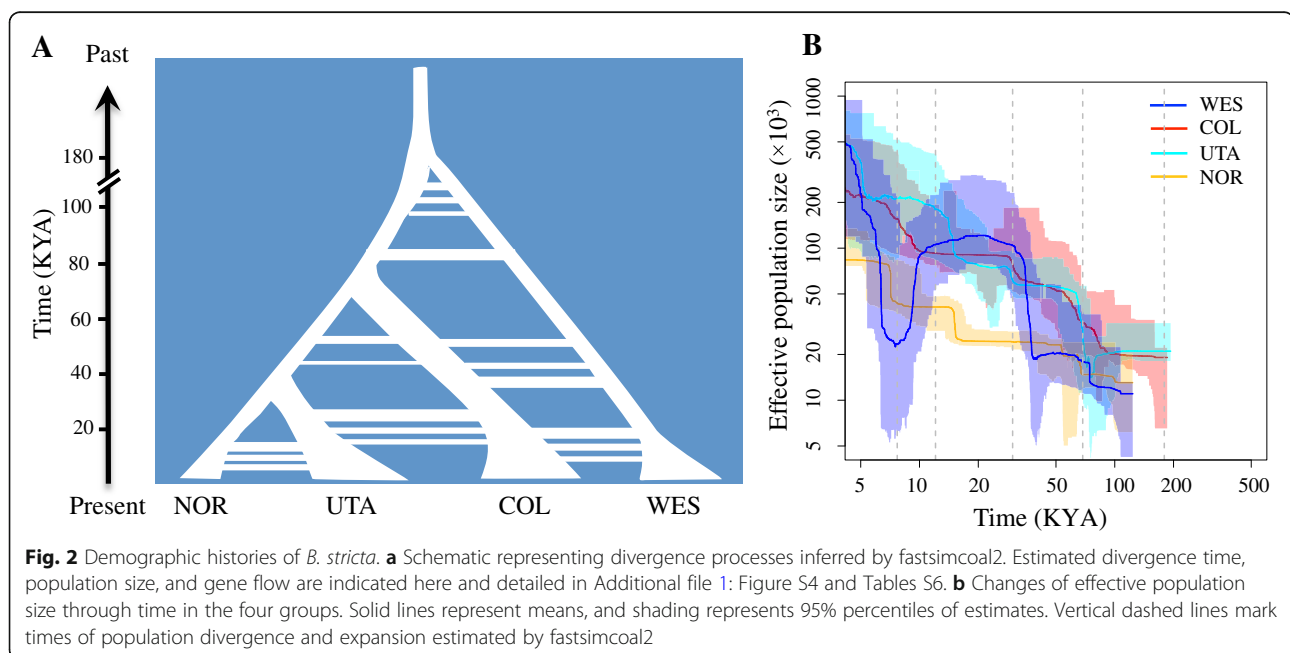 A
Past
180
100
80
60
40
20
Time (KYA)
Present
NOR
UTA
COL
WES
B
Effective population size (×10³)
1000
500
200
100
50
20
10
5
WES
COL
UTA
NOR
5
10
20
50
100
200
500
Time (KYA)
Fig. 2 Demographic histories of B. stricta. a Schematic representing divergence processes inferred by fastsimcoal2. Estimated divergence time,
population size, and gene flow are indicated here and detailed in Additional file 1: Figure S4 and Tables S6. b Changes of effective population
size through time in the four groups. Solid lines represent means, and shading represents 95% percentiles of estimates. Vertical dashed lines mark
times of population divergence and expansion estimated by fastsimcoal2